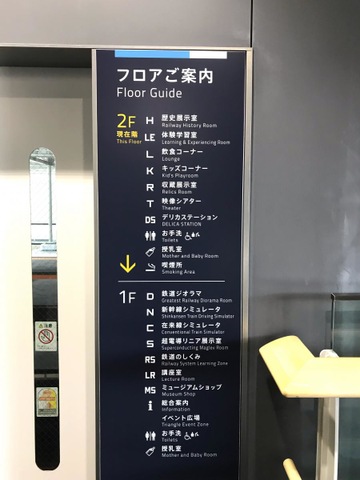 フロアご案内
Floor Guide
2F
現在階
This Floor
H 歴史展示室
Railway History Room
LE 体験学習室
Learning & Experiencing Room
L 飲食コーナー
Lounge
K キッズコーナー
Kid's Playroom
R 収蔵展示室
Relics Room
T 映像シアター
Theater
DS デリカステーション
DELICA STATION
お手洗
Toilets
授乳室
Mother and Baby Room
喫煙所
Smoking Area
1F
D 鉄道ジオラマ
Greatest Railway Diorama Room
N 新幹線シミュレータ
Shinkansen Train Driving Simulator
C 在来線シミュレータ
Conventional Train Simulator
S 超電導リニア展示室
Superconducting Maglev Room
RS 鉄道のしくみ
Railway System Learning Zone
LR 講座室
Lecture Room
MS ミュージアムショップ
Museum Shop
i 総合案内
Information
イベント広場
Triangle Event Zone
お手洗
Toilets
授乳室
Mother and Baby Room
注意